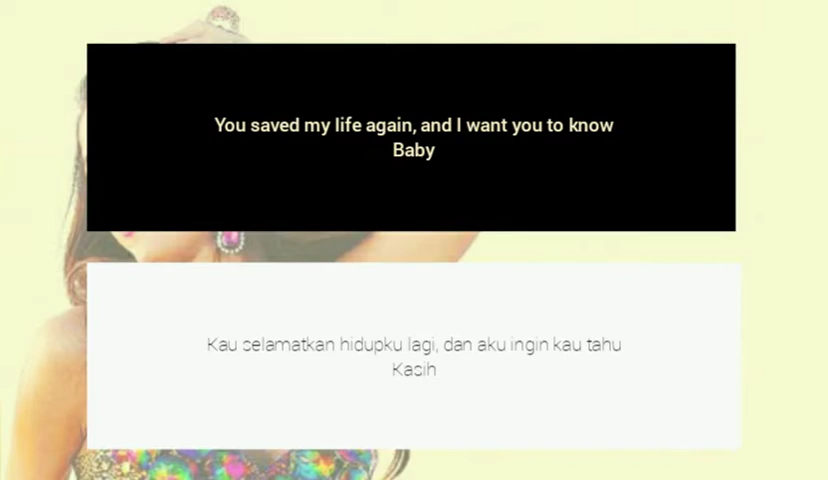 You saved my life again, and I want you to know
Baby
Kau selamatkan hidupku lagi, dan aku ingin kau tahu
Kasih